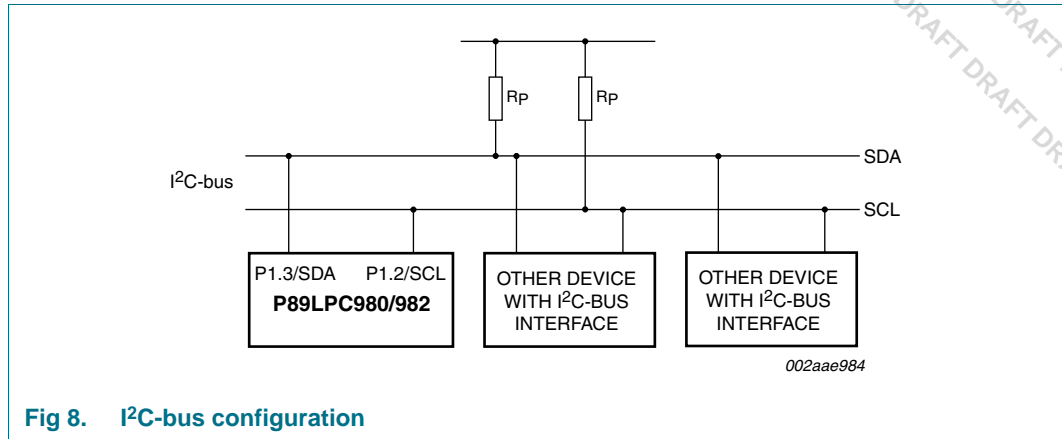 DRAFT DRAFT
DRAFT DRAFT DRA
RP RP
SDA
I²C-bus
SCL
P1.3/SDA P1.2/SCL
P89LPC980/982
OTHER DEVICE
WITH I²C-BUS
INTERFACE
OTHER DEVICE
WITH I²C-BUS
INTERFACE
002aae984
Fig 8. I²C-bus configuration